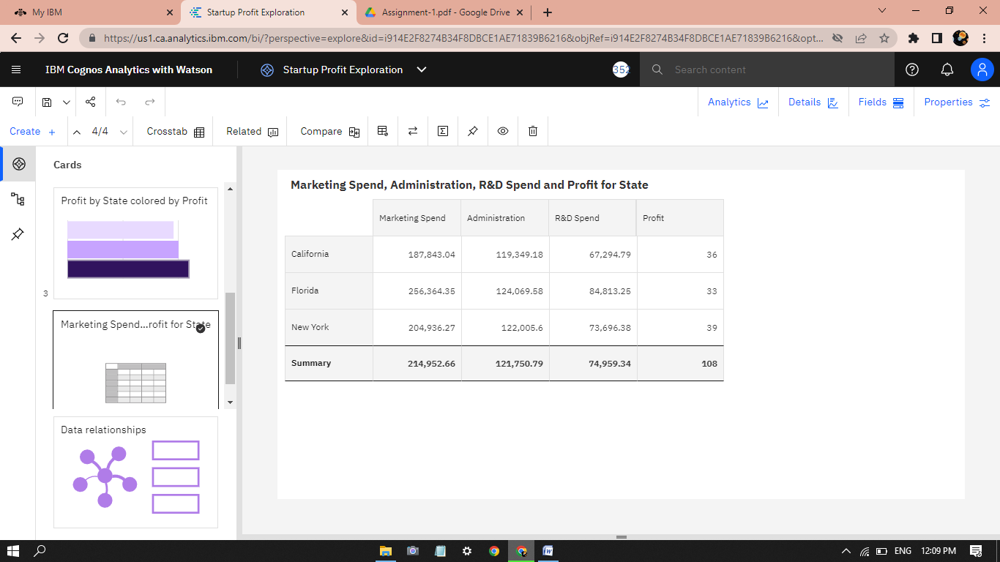 My IBM
Startup Profit Exploration
Assignment-1.pdf - Google Drive
https://us1.ca.analytics.ibm.com/bi/?perspective=explore&id=i914E2F8274B34F8DBCE1AE71839B6216&objRef=i914E2F8274B34F8DBCE1AE71839B6216&opt...
IBM Cognos Analytics with Watson
Startup Profit Exploration
352
Search content
Analytics
Details
Fields
Properties
Create +
4/4
Crosstab
Related
Compare
Cards
Profit by State colored by Profit
3
Marketing Spend...rofit for State
Data relationships
Marketing Spend, Administration, R&D Spend and Profit for State
Marketing Spend Administration R&D Spend Profit
California 187,843.04 119,349.18 67,294.79 36
Florida 256,364.35 124,069.58 84,813.25 33
New York 204,936.27 122,005.6 73,696.38 39
Summary 214,952.66 121,750.79 74,959.34 108
ENG 12:09 PM